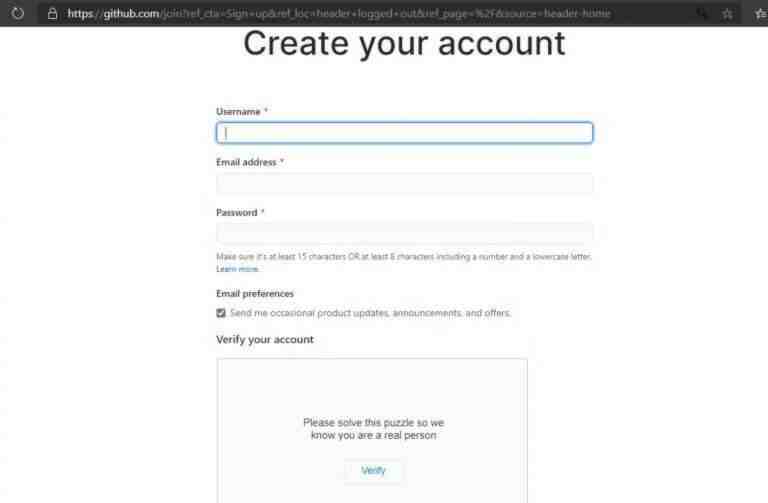 https://github.com/join?ref_cta=Sign+up&ref_loc=header+logged+out&ref_page=%2F&source=header-home
Create your account
Username *
Email address *
Password *
Make sure it's at least 15 characters OR at least 8 characters including a number and a lowercase letter.
Learn more.
Email preferences
Send me occasional product updates, announcements, and offers.
Verify your account
Please solve this puzzle so we
know you are a real person
Verify